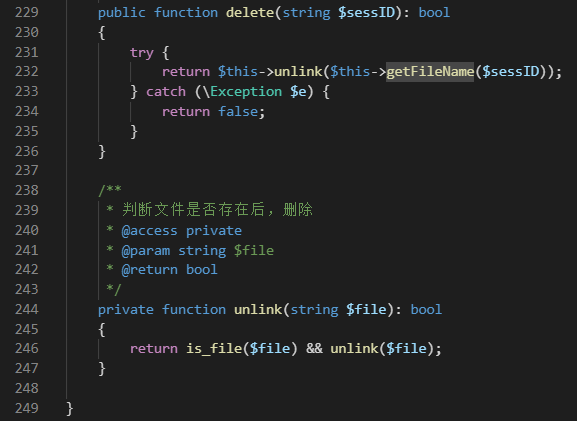 229 public function delete(string $sessID): bool
230 {
231 try {
232 return $this->unlink($this->getFileName($sessID));
233 } catch (\Exception $e) {
234 return false;
235 }
236 }
237
238 /**
239 * 判断文件是否存在后，删除
240 * @access private
241 * @param string $file
242 * @return bool
243 */
244 private function unlink(string $file): bool
245 {
246 return is_file($file) && unlink($file);
247 }
248
249 }